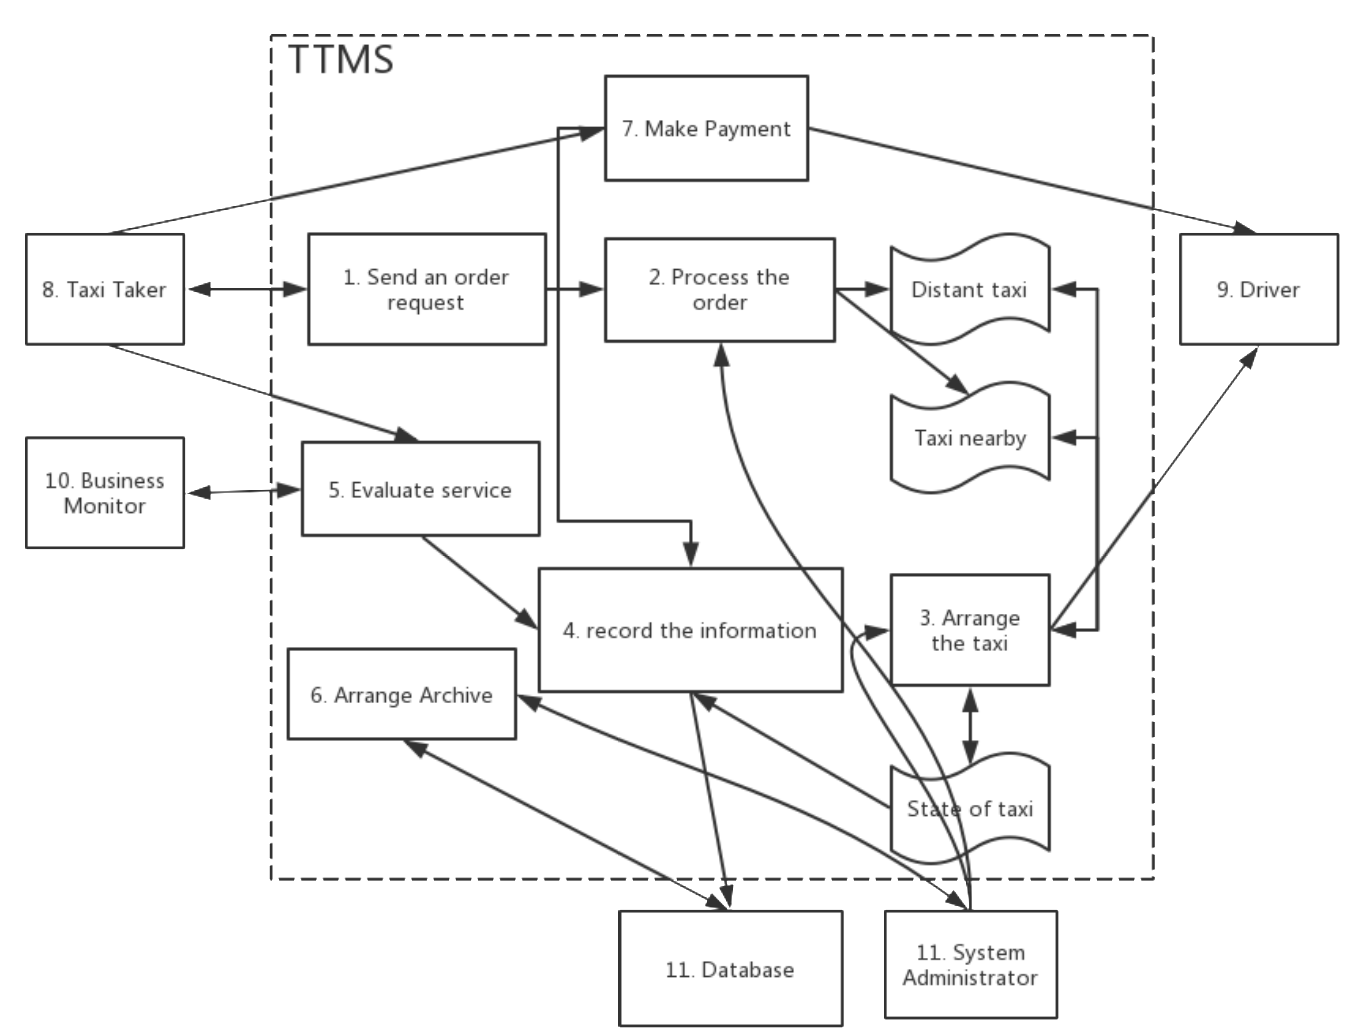 TTMS
7. Make Payment
8. Taxi Taker
1. Send an order
request
2. Process the
order
Distant taxi
9. Driver
Taxi nearby
10. Business
Monitor
5. Evaluate service
4. record the information
3. Arrange
the taxi
6. Arrange Archive
State of taxi
11. Database
11. System
Administrator